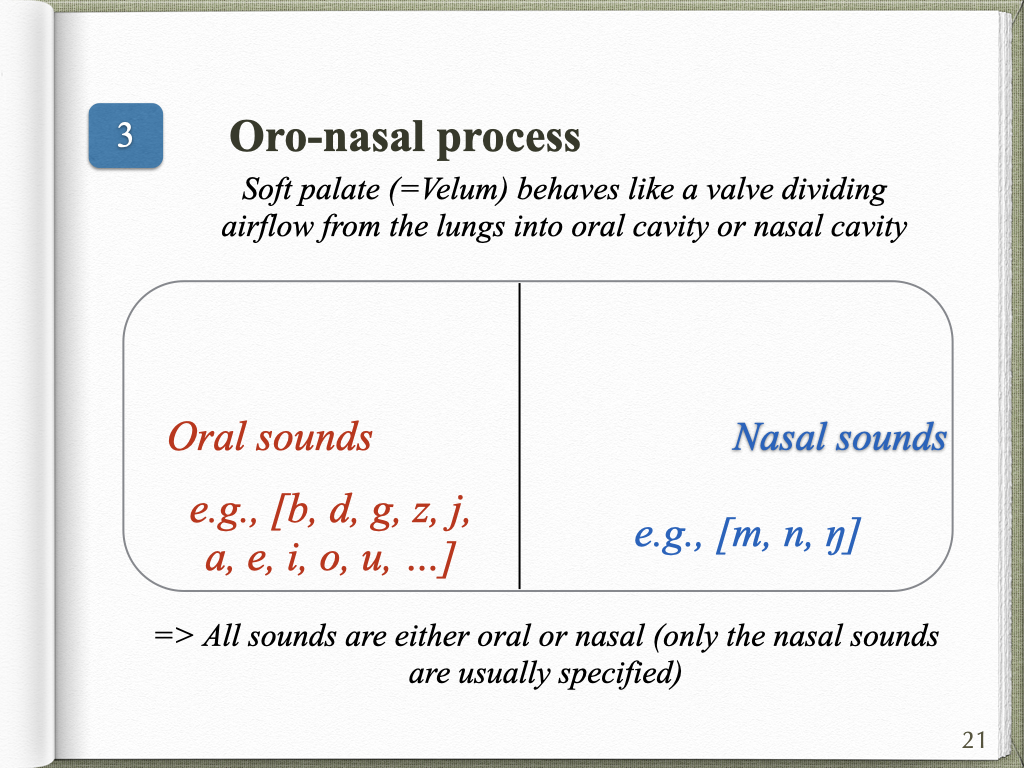 3
Oro-nasal process
Soft palate (=Velum) behaves like a valve dividing
airflow from the lungs into oral cavity or nasal cavity
Oral sounds
e.g., [b, d, g, z, j,
a, e, i, o, u, ...]
Nasal sounds
e.g., [m, n, ŋ]
=> All sounds are either oral or nasal (only the nasal sounds
are usually specified)
21